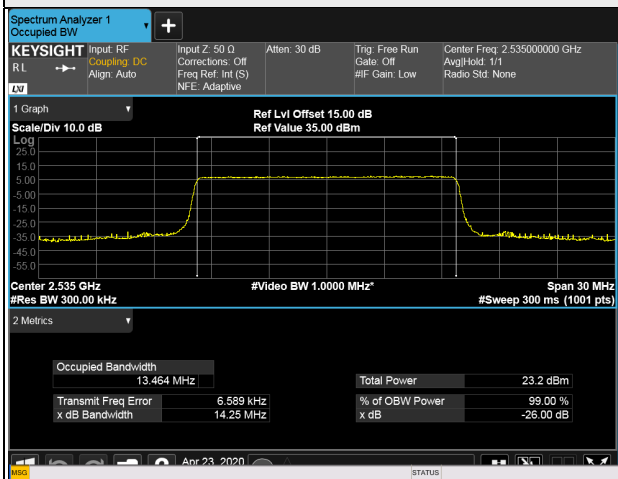 Spectrum Analyzer 1
Occupied BW
KEYSIGHT
RL
LXI
Input: RF
Coupling: DC
Align: Auto
Input Z: 50 Ω
Corrections: Off
Freq Ref: Int (S)
NFE: Adaptive
Atten: 30 dB
Trig: Free Run
Gate: Off
#IF Gain: Low
Center Freq: 2.535000000 GHz
Avg|Hold: 1/1
Radio Std: None
1 Graph
Scale/Div 10.0 dB
Ref Lvl Offset 15.00 dB
Ref Value 35.00 dBm
Log
25.0
15.0
5.00
-5.00
-15.0
-25.0
-35.0
-45.0
-55.0
Center 2.535 GHz
#Video BW 1.0000 MHz*
Span 30 MHz
#Res BW 300.00 kHz
#Sweep 300 ms (1001 pts)
2 Metrics
Occupied Bandwidth
13.464 MHz
Total Power 23.2 dBm
Transmit Freq Error 6.589 kHz
% of OBW Power 99.00 %
x dB Bandwidth 14.25 MHz
x dB -26.00 dB
Apr 23, 2020
MSG
STATUS